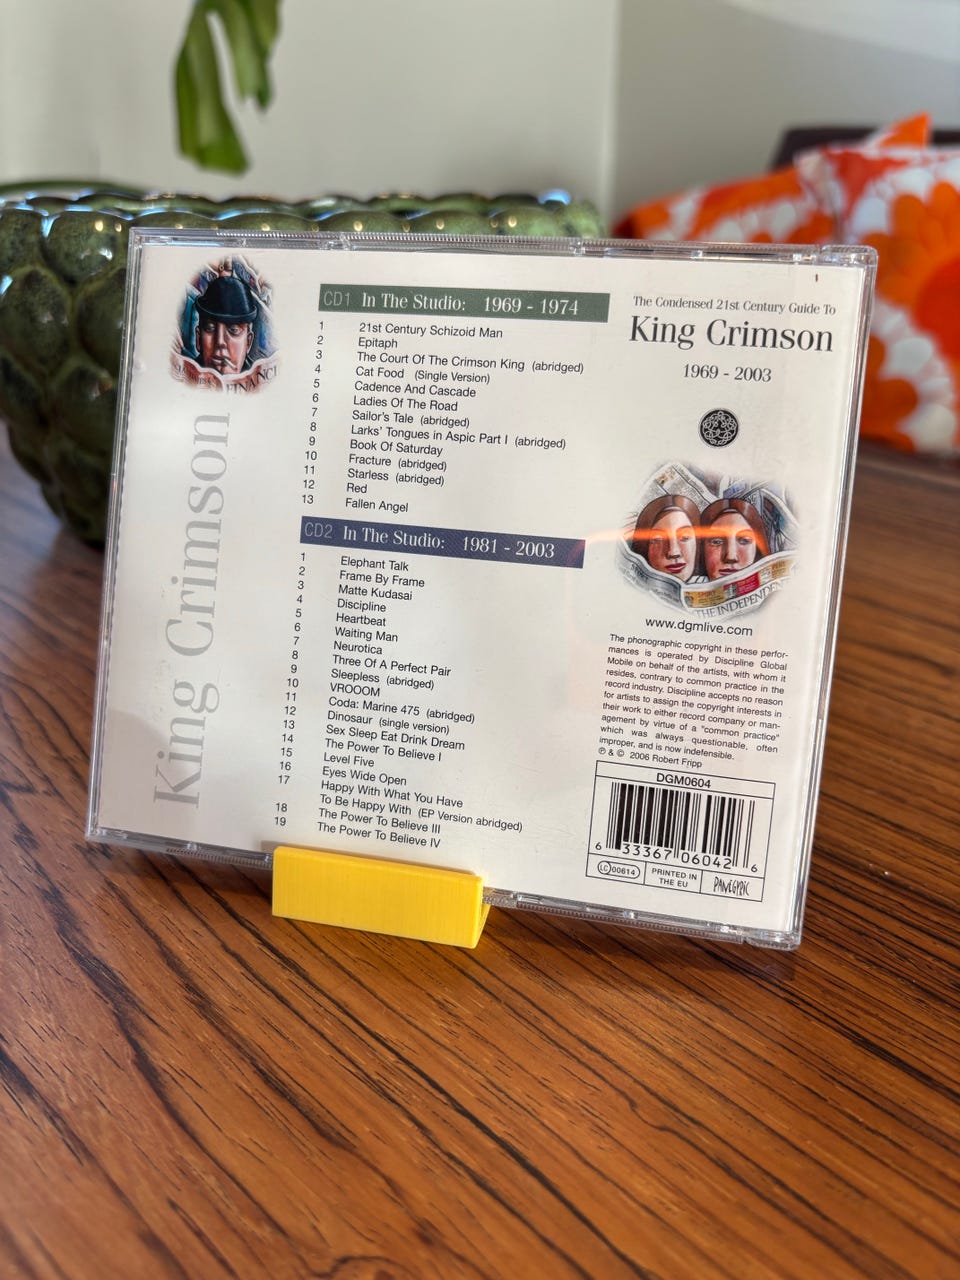 King Crimson
FINANCI
CD1 In The Studio: 1969 - 1974
1 21st Century Schizoid Man
2 Epitaph
3 The Court Of The Crimson King (abridged)
4 Cat Food (Single Version)
5 Cadence And Cascade
6 Ladies Of The Road
7 Sailor's Tale (abridged)
8 Larks' Tongues in Aspic Part I (abridged)
9 Book Of Saturday
10 Fracture (abridged)
11 Starless (abridged)
12 Red
13 Fallen Angel
CD2 In The Studio: 1981 - 2003
1 Elephant Talk
2 Frame By Frame
3 Matte Kudasai
4 Discipline
5 Heartbeat
6 Waiting Man
7 Neurotica
8 Three Of A Perfect Pair
9 Sleepless (abridged)
10 VROOOM
11 Coda: Marine 475 (abridged)
12 Dinosaur (single version)
13 Sex Sleep Eat Drink Dream
14 The Power To Believe I
15 Level Five
16 Eyes Wide Open
17 Happy With What You Have
To Be Happy With (EP Version abridged)
18 The Power To Believe III
19 The Power To Believe IV
The Condensed 21st Century Guide To
King Crimson
1969 - 2003
THE INDEPENDEN
www.dgmlive.com
The phonographic copyright in these perfor-
mances is operated by Discipline Global
Mobile on behalf of the artists, with whom it
resides, contrary to common practice in the
record industry. Discipline accepts no reason
for artists to assign the copyright interests in
their work to either record company or man-
agement by virtue of a "common practice"
which was always questionable, often
improper, and is now indefensible.
℗ & © 2006 Robert Fripp
DGM0604
6 33367 06042 6
LC 00614
PRINTED IN
THE EU
PANEGYRIC